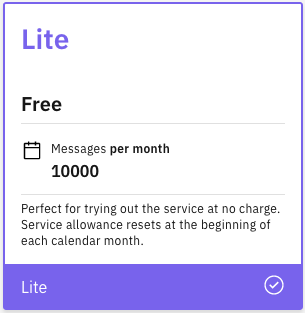 Lite
Free
Messages per month
10000
Perfect for trying out the service at no charge.
Service allowance resets at the beginning of
each calendar month.
Lite